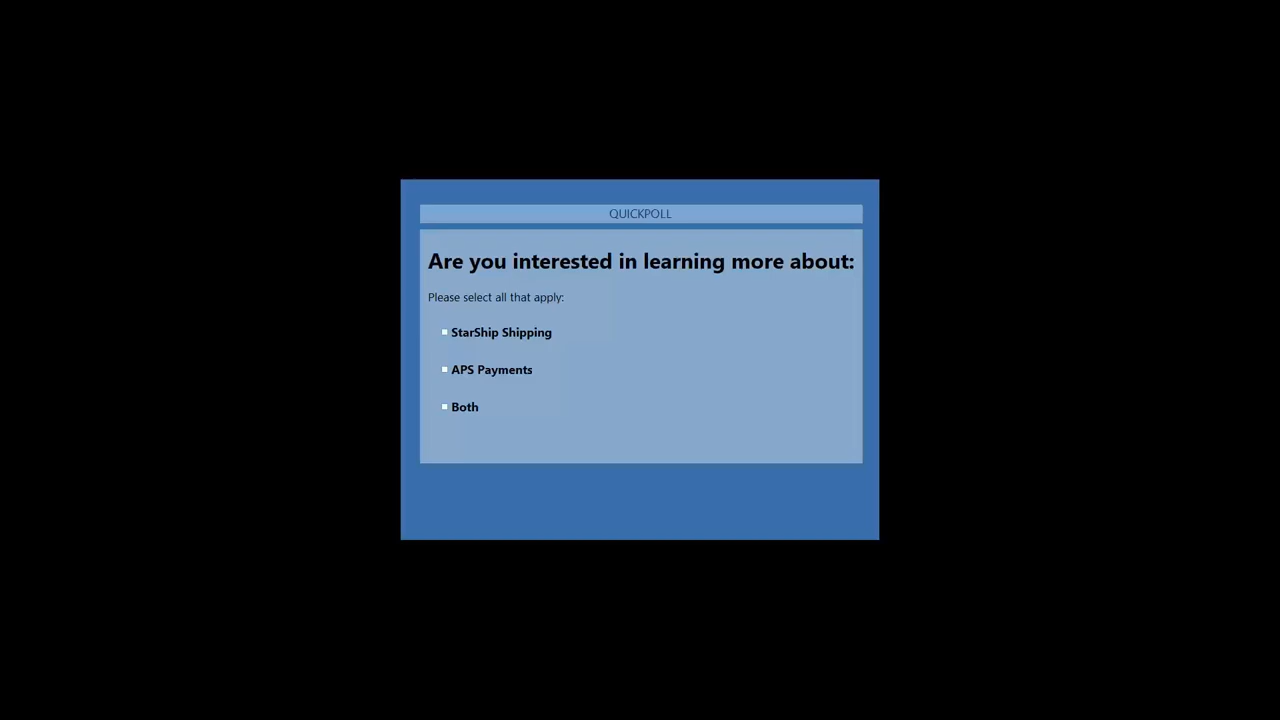 QUICKPOLL
Are you interested in learning more about:
Please select all that apply:
StarShip Shipping
APS Payments
Both